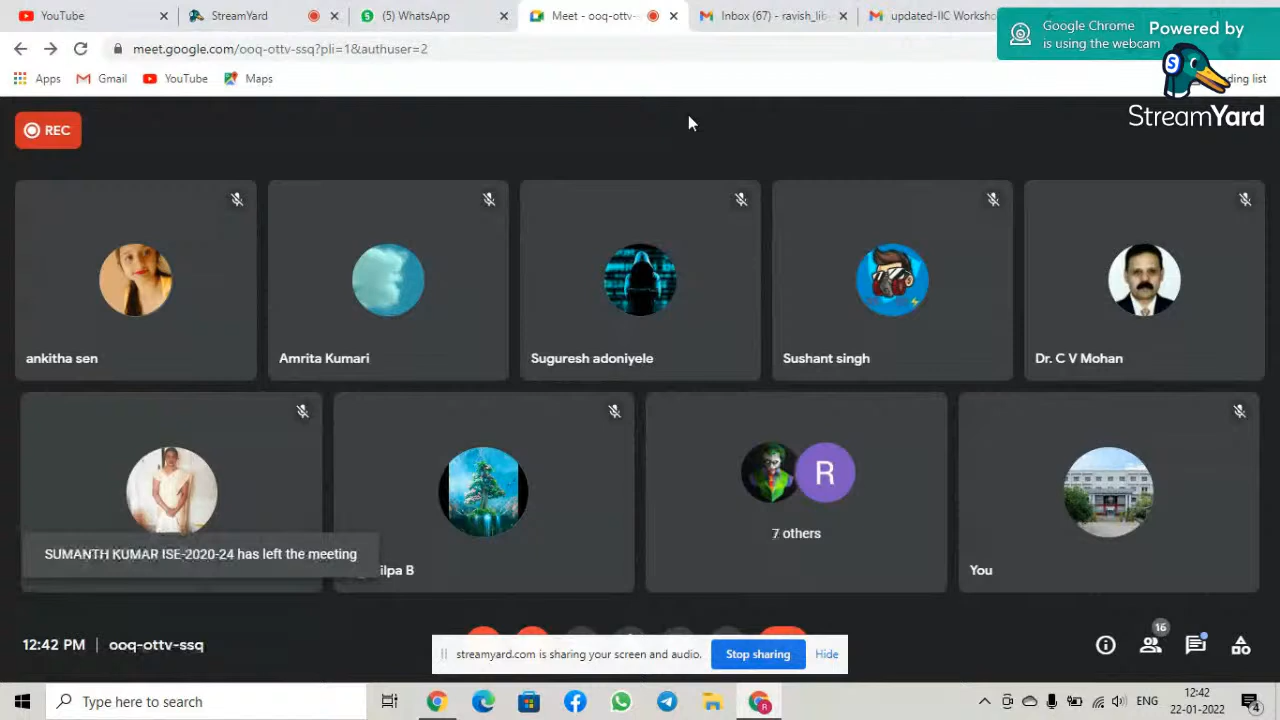 YouTube
StreamYard
(5) WhatsApp
Meet - ooq-ottv-
Inbox (67) - ravish_lib
updated-IIC Worksho
Google Chrome
is using the webcam
Powered by
StreamYard
meet.google.com/ooq-ottv-ssq?pli=1&authuser=2
Apps
Gmail
YouTube
Maps
ding list
REC
ankitha sen
Amrita Kumari
Suguresh adoniyele
Sushant singh
Dr. C V Mohan
SUMANTH KUMAR ISE-2020-24 has left the meeting
ilpa B
R
7 others
You
12:42 PM | ooq-ottv-ssq
streamyard.com is sharing your screen and audio.
Stop sharing
Hide
16
Type here to search
ENG
12:42
22-01-2022
4